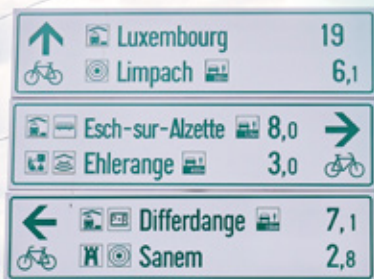 Luxembourg 19
Limpach 6,1
Esch-sur-Alzette 8,0
Ehlerange 3,0
Differdange 7,1
Sanem 2,8